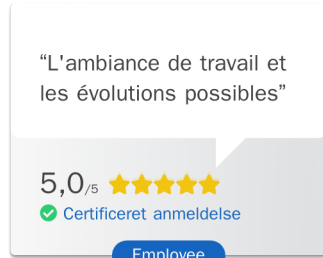 “L'ambiance de travail et
les évolutions possibles”
5,0/5
Certificeret anmeldelse
Employee